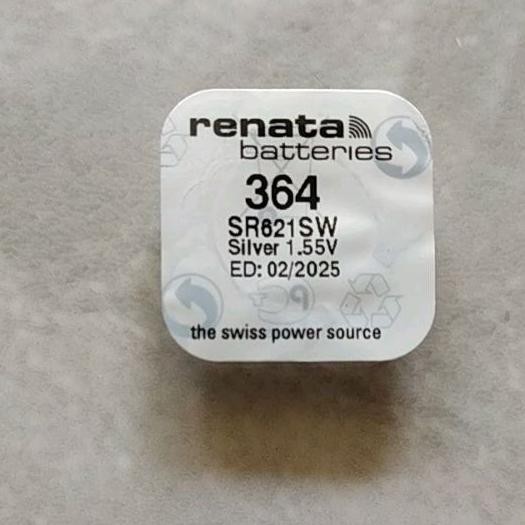 renata
batteries
364
SR621SW
Silver 1.55V
ED: 02/2025
the swiss power source